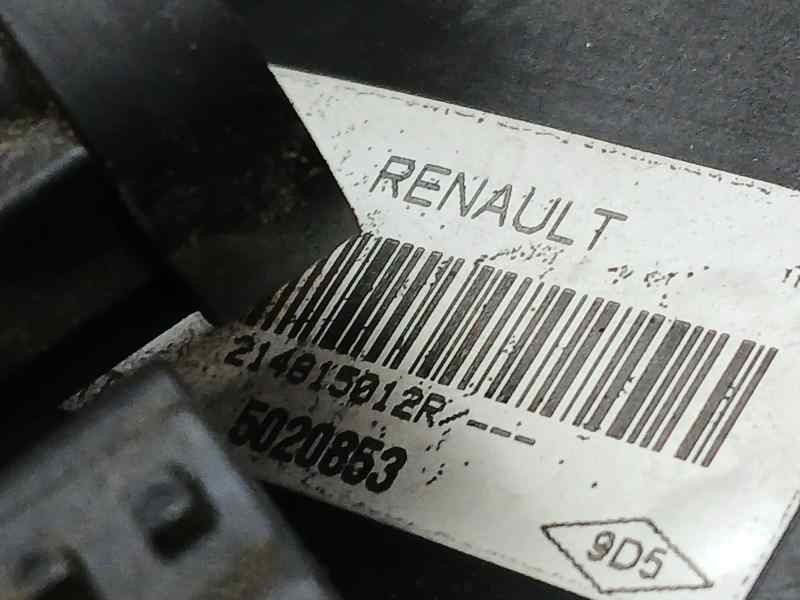 RENAULT
214815012R/---
5020853
9D5